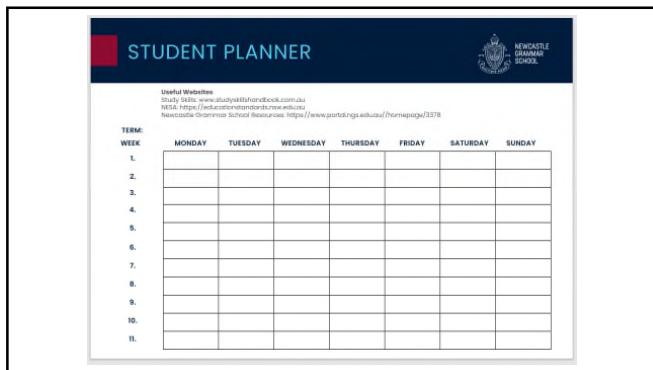 STUDENT PLANNER
NEWCASTLE
GRAMMAR
SCHOOL
Useful Websites
Study Skills: www.studyskillshandbook.com.au
NESA: https://educationstandards.nsw.edu.au
Newcastle Grammar School Resources: https://www.portal.ngs.edu.au//homepage/3378
TERM:
WEEK MONDAY TUESDAY WEDNESDAY THURSDAY FRIDAY SATURDAY SUNDAY
1.
2.
3.
4.
5.
6.
7.
8.
9.
10.
11.